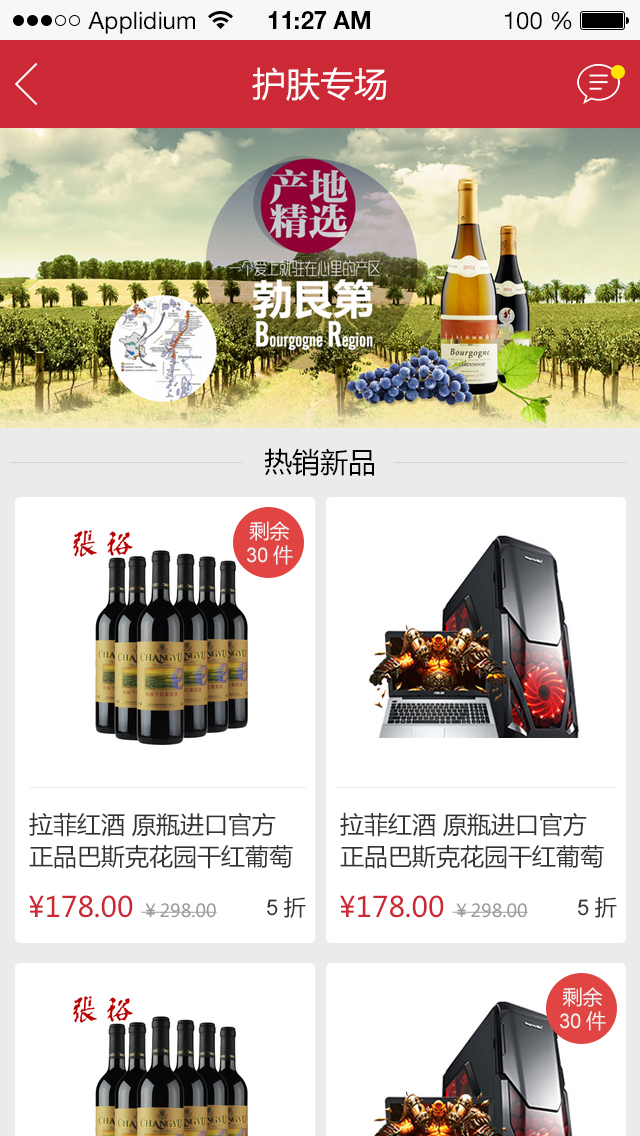 Applidium 11:27 AM 100 %
护肤专场
产地
精选
一个爱上就驻在心里的产区
勃艮第
Bourgogne Region
Bourgogne
热销新品
張裕
剩余
30 件
CHANGYU
ASUS
拉菲红酒 原瓶进口官方
正品巴斯克花园干红葡萄
¥178.00 ¥298.00 5 折
拉菲红酒 原瓶进口官方
正品巴斯克花园干红葡萄
¥178.00 ¥298.00 5 折
張裕
CHANGYU
剩余
30 件